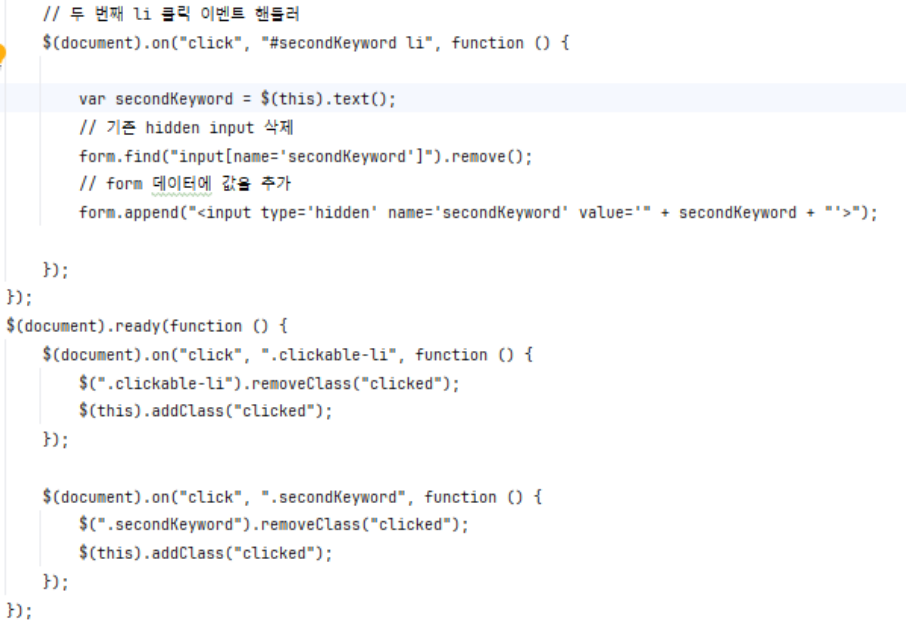 // 두 번째 li 클릭 이벤트 핸들러
$(document).on("click", "#secondKeyword li", function () {
var secondKeyword = $(this).text();
// 기존 hidden input 삭제
form.find("input[name='secondKeyword']").remove();
// form 데이터에 값을 추가
form.append("<input type='hidden' name='secondKeyword' value='" + secondKeyword + "'>");
});
});
$(document).ready(function () {
$(document).on("click", ".clickable-li", function () {
$(".clickable-li").removeClass("clicked");
$(this).addClass("clicked");
});
$(document).on("click", ".secondKeyword", function () {
$(".secondKeyword").removeClass("clicked");
$(this).addClass("clicked");
});
});